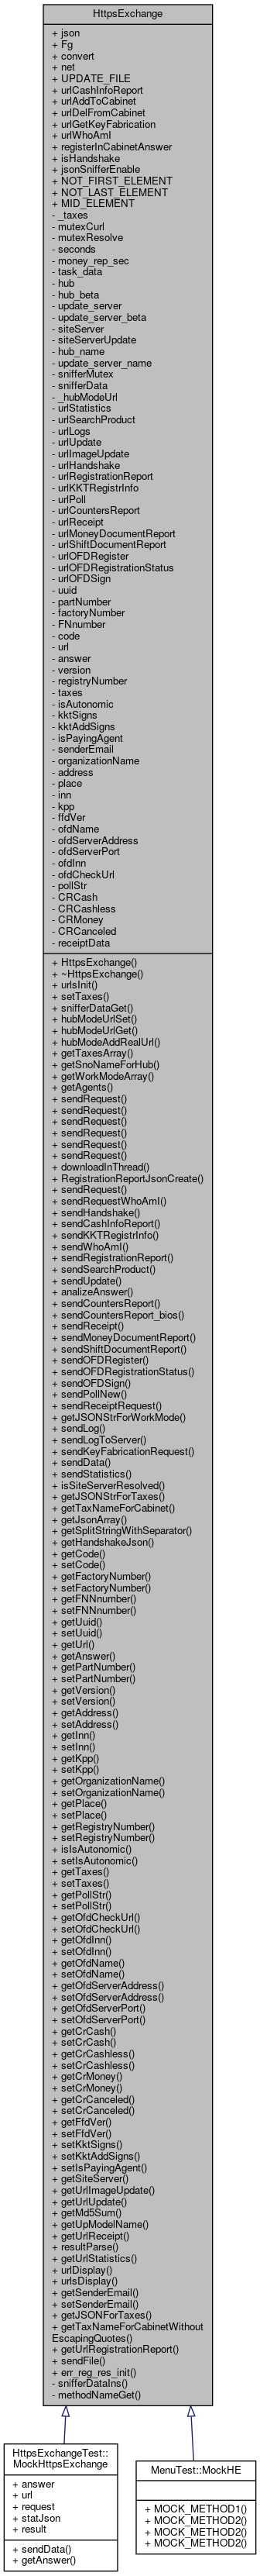 HttpsExchange
+ json
+ Fg
+ convert
+ net
+ UPDATE_FILE
+ urlCashInfoReport
+ urlAddToCabinet
+ urlDelFromCabinet
+ urlGetKeyFabrication
+ urlWhoAmI
+ registerInCabinetAnswer
+ isHandshake
+ jsonSnifferEnable
+ NOT_FIRST_ELEMENT
+ NOT_LAST_ELEMENT
+ MID_ELEMENT
- _taxes
- mutexCurl
- mutexResolve
- seconds
- money_rep_sec
- task_data
- hub
- hub_beta
- update_server
- update_server_beta
- siteServer
- siteServerUpdate
- hub_name
- update_server_name
- snifferMutex
- snifferData
- _hubModeUrl
- urlStatistics
- urlSearchProduct
- urlLogs
- urlUpdate
- urlImageUpdate
- urlHandshake
- urlRegistrationReport
- urlKKTRegistrInfo
- urlPoll
- urlCountersReport
- urlReceipt
- urlMoneyDocumentReport
- urlShiftDocumentReport
- urlOFDRegister
- urlOFDRegistrationStatus
- urlOFDSign
- uuid
- partNumber
- factoryNumber
- FNnumber
- code
- url
- answer
- version
- registryNumber
- taxes
- isAutonomic
- kktSigns
- kktAddSigns
- isPayingAgent
- senderEmail
- organizationName
- address
- place
- inn
- kpp
- ffdVer
- ofdName
- ofdServerAddress
- ofdServerPort
- ofdInn
- ofdCheckUrl
- pollStr
- CRCash
- CRCashless
- CRMoney
- CRCanceled
- receiptData
+ HttpsExchange()
+ ~HttpsExchange()
+ urlsInit()
+ setTaxes()
+ snifferDataGet()
+ hubModeUrlSet()
+ hubModeUrlGet()
+ hubModeAddRealUrl()
+ getTaxesArray()
+ getSnoNameForHub()
+ getWorkModeArray()
+ getAgents()
+ sendRequest()
+ sendRequest()
+ sendRequest()
+ sendRequest()
+ sendRequest()
+ sendRequest()
+ downloadInThread()
+ RegistrationReportJsonCreate()
+ sendRequest()
+ sendRequestWhoAmI()
+ sendHandshake()
+ sendCashInfoReport()
+ sendKKTRegistrInfo()
+ sendWhoAmI()
+ sendRegistrationReport()
+ sendSearchProduct()
+ sendUpdate()
+ analizeAnswer()
+ sendCountersReport()
+ sendCountersReport_bios()
+ sendReceipt()
+ sendMoneyDocumentReport()
+ sendShiftDocumentReport()
+ sendOFDRegister()
+ sendOFDRegistrationStatus()
+ sendOFDSign()
+ sendPollNew()
+ sendReceiptRequest()
+ getJSONStrForWorkMode()
+ sendLog()
+ sendLogToServer()
+ sendKeyFabricationRequest()
+ sendData()
+ sendStatistics()
+ isSiteServerResolved()
+ getJSONStrForTaxes()
+ getTaxNameForCabinet()
+ getJsonArray()
+ getSplitStringWithSeparator()
+ getHandshakeJson()
+ getCode()
+ setCode()
+ getFactoryNumber()
+ setFactoryNumber()
+ getFNNnumber()
+ setFNNnumber()
+ getUuid()
+ setUuid()
+ getUrl()
+ getAnswer()
+ getPartNumber()
+ setPartNumber()
+ getVersion()
+ setVersion()
+ getAddress()
+ setAddress()
+ getInn()
+ setInn()
+ getKpp()
+ setKpp()
+ getOrganizationName()
+ setOrganizationName()
+ getPlace()
+ setPlace()
+ getRegistryNumber()
+ setRegistryNumber()
+ isIsAutonomic()
+ setIsAutonomic()
+ getTaxes()
+ setTaxes()
+ getPollStr()
+ setPollStr()
+ getOfdCheckUrl()
+ setOfdCheckUrl()
+ getOfdInn()
+ setOfdInn()
+ getOfdName()
+ setOfdName()
+ getOfdServerAddress()
+ setOfdServerAddress()
+ getOfdServerPort()
+ setOfdServerPort()
+ getCrCash()
+ setCrCash()
+ getCrCashless()
+ setCrCashless()
+ getCrMoney()
+ setCrMoney()
+ getCrCanceled()
+ setCrCanceled()
+ getFfdVer()
+ setFfdVer()
+ setKktSigns()
+ setKktAddSigns()
+ setIsPayingAgent()
+ getSiteServer()
+ getUrlImageUpdate()
+ getUrlUpdate()
+ getMd5Sum()
+ getUpModelName()
+ getUrlReceipt()
+ resultParse()
+ getUrlStatistics()
+ urlDisplay()
+ urlsDisplay()
+ getSenderEmail()
+ setSenderEmail()
+ getJSONForTaxes()
+ getTaxNameForCabinetWithout
EscapingQuotes()
+ getUrlRegistrationReport()
+ sendFile()
+ err_reg_res_init()
- snifferDataIns()
- methodNameGet()
HttpsExchangeTest::
MockHttpsExchange
+ answer
+ url
+ request
+ statJson
+ result
+ sendData()
+ getAnswer()
MenuTest::MockHE
+ MOCK_METHOD1()
+ MOCK_METHOD2()
+ MOCK_METHOD2()
+ MOCK_METHOD2()